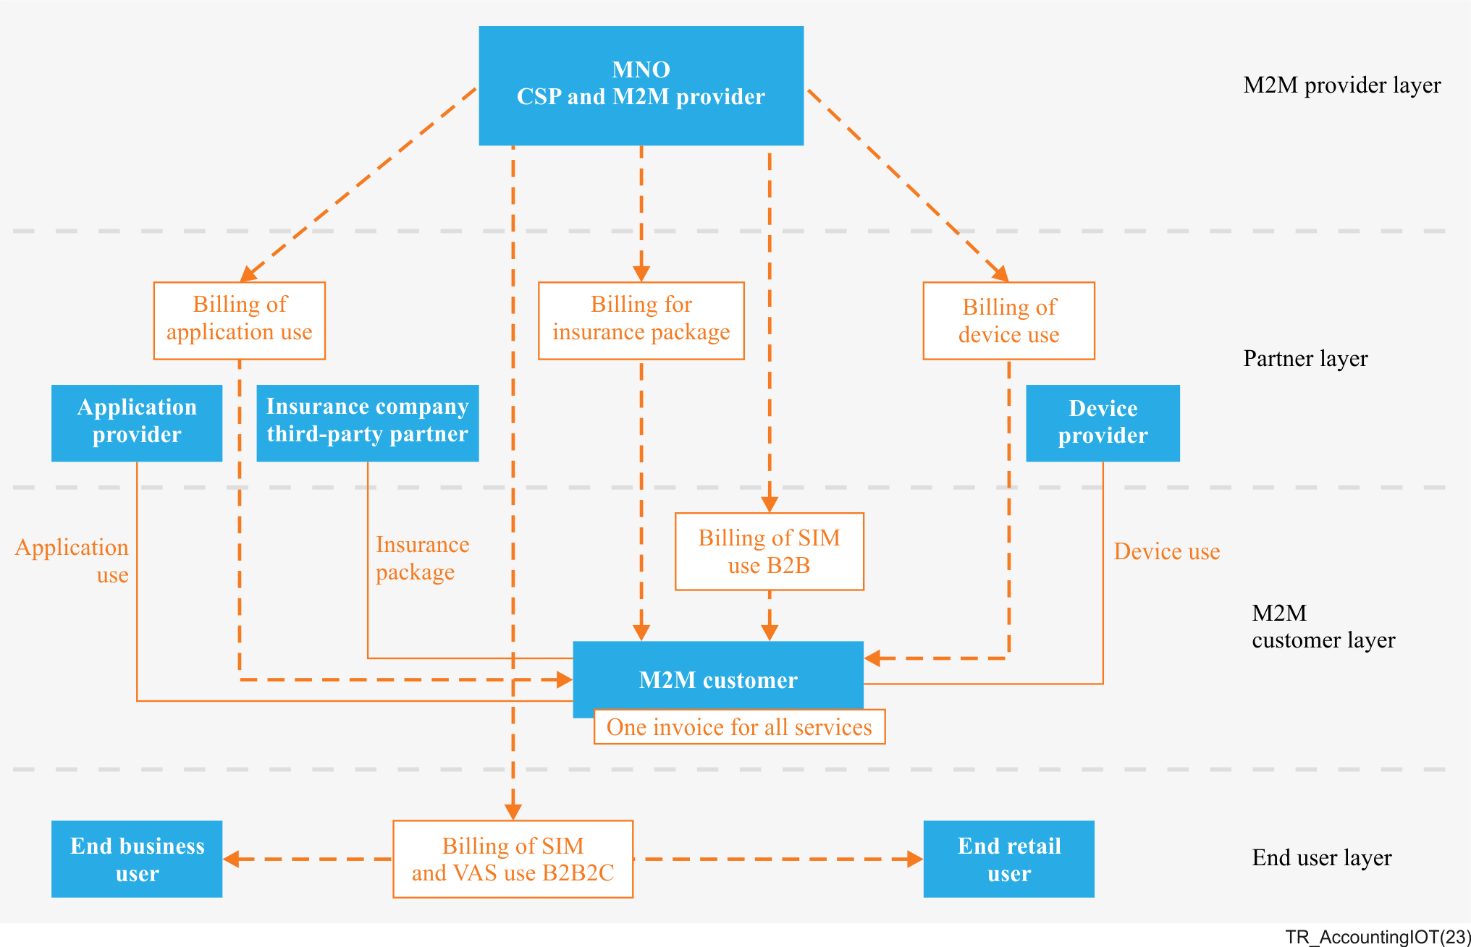 MNO
CSP and M2M provider
M2M provider layer
Billing of
application use
Billing for
insurance package
Billing of
device use
Partner layer
Application
provider
Insurance company
third-party partner
Device
provider
Application
use
Insurance
package
Billing of SIM
use B2B
Device use
M2M
customer layer
M2M customer
One invoice for all services
End business
user
Billing of SIM
and VAS use B2B2C
End retail
user
End user layer
TR_AccountingIOT(23)